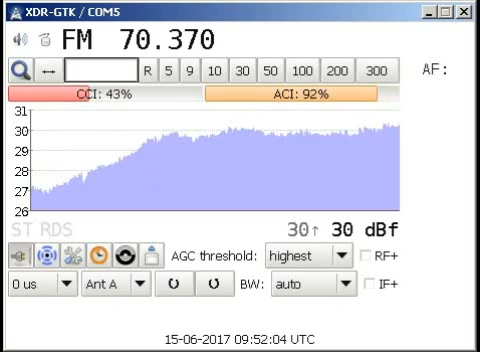 XDR-GTK / COM5
FM 70.370
↔ R 5 9 10 30 50 100 200 300 AF:
CCI: 43% ACI: 92%
31
30
29
28
27
26
ST RDS 30↑ 30 dBf
AGC threshold: highest RF+
0 us Ant A BW: auto IF+
15-06-2017 09:52:04 UTC